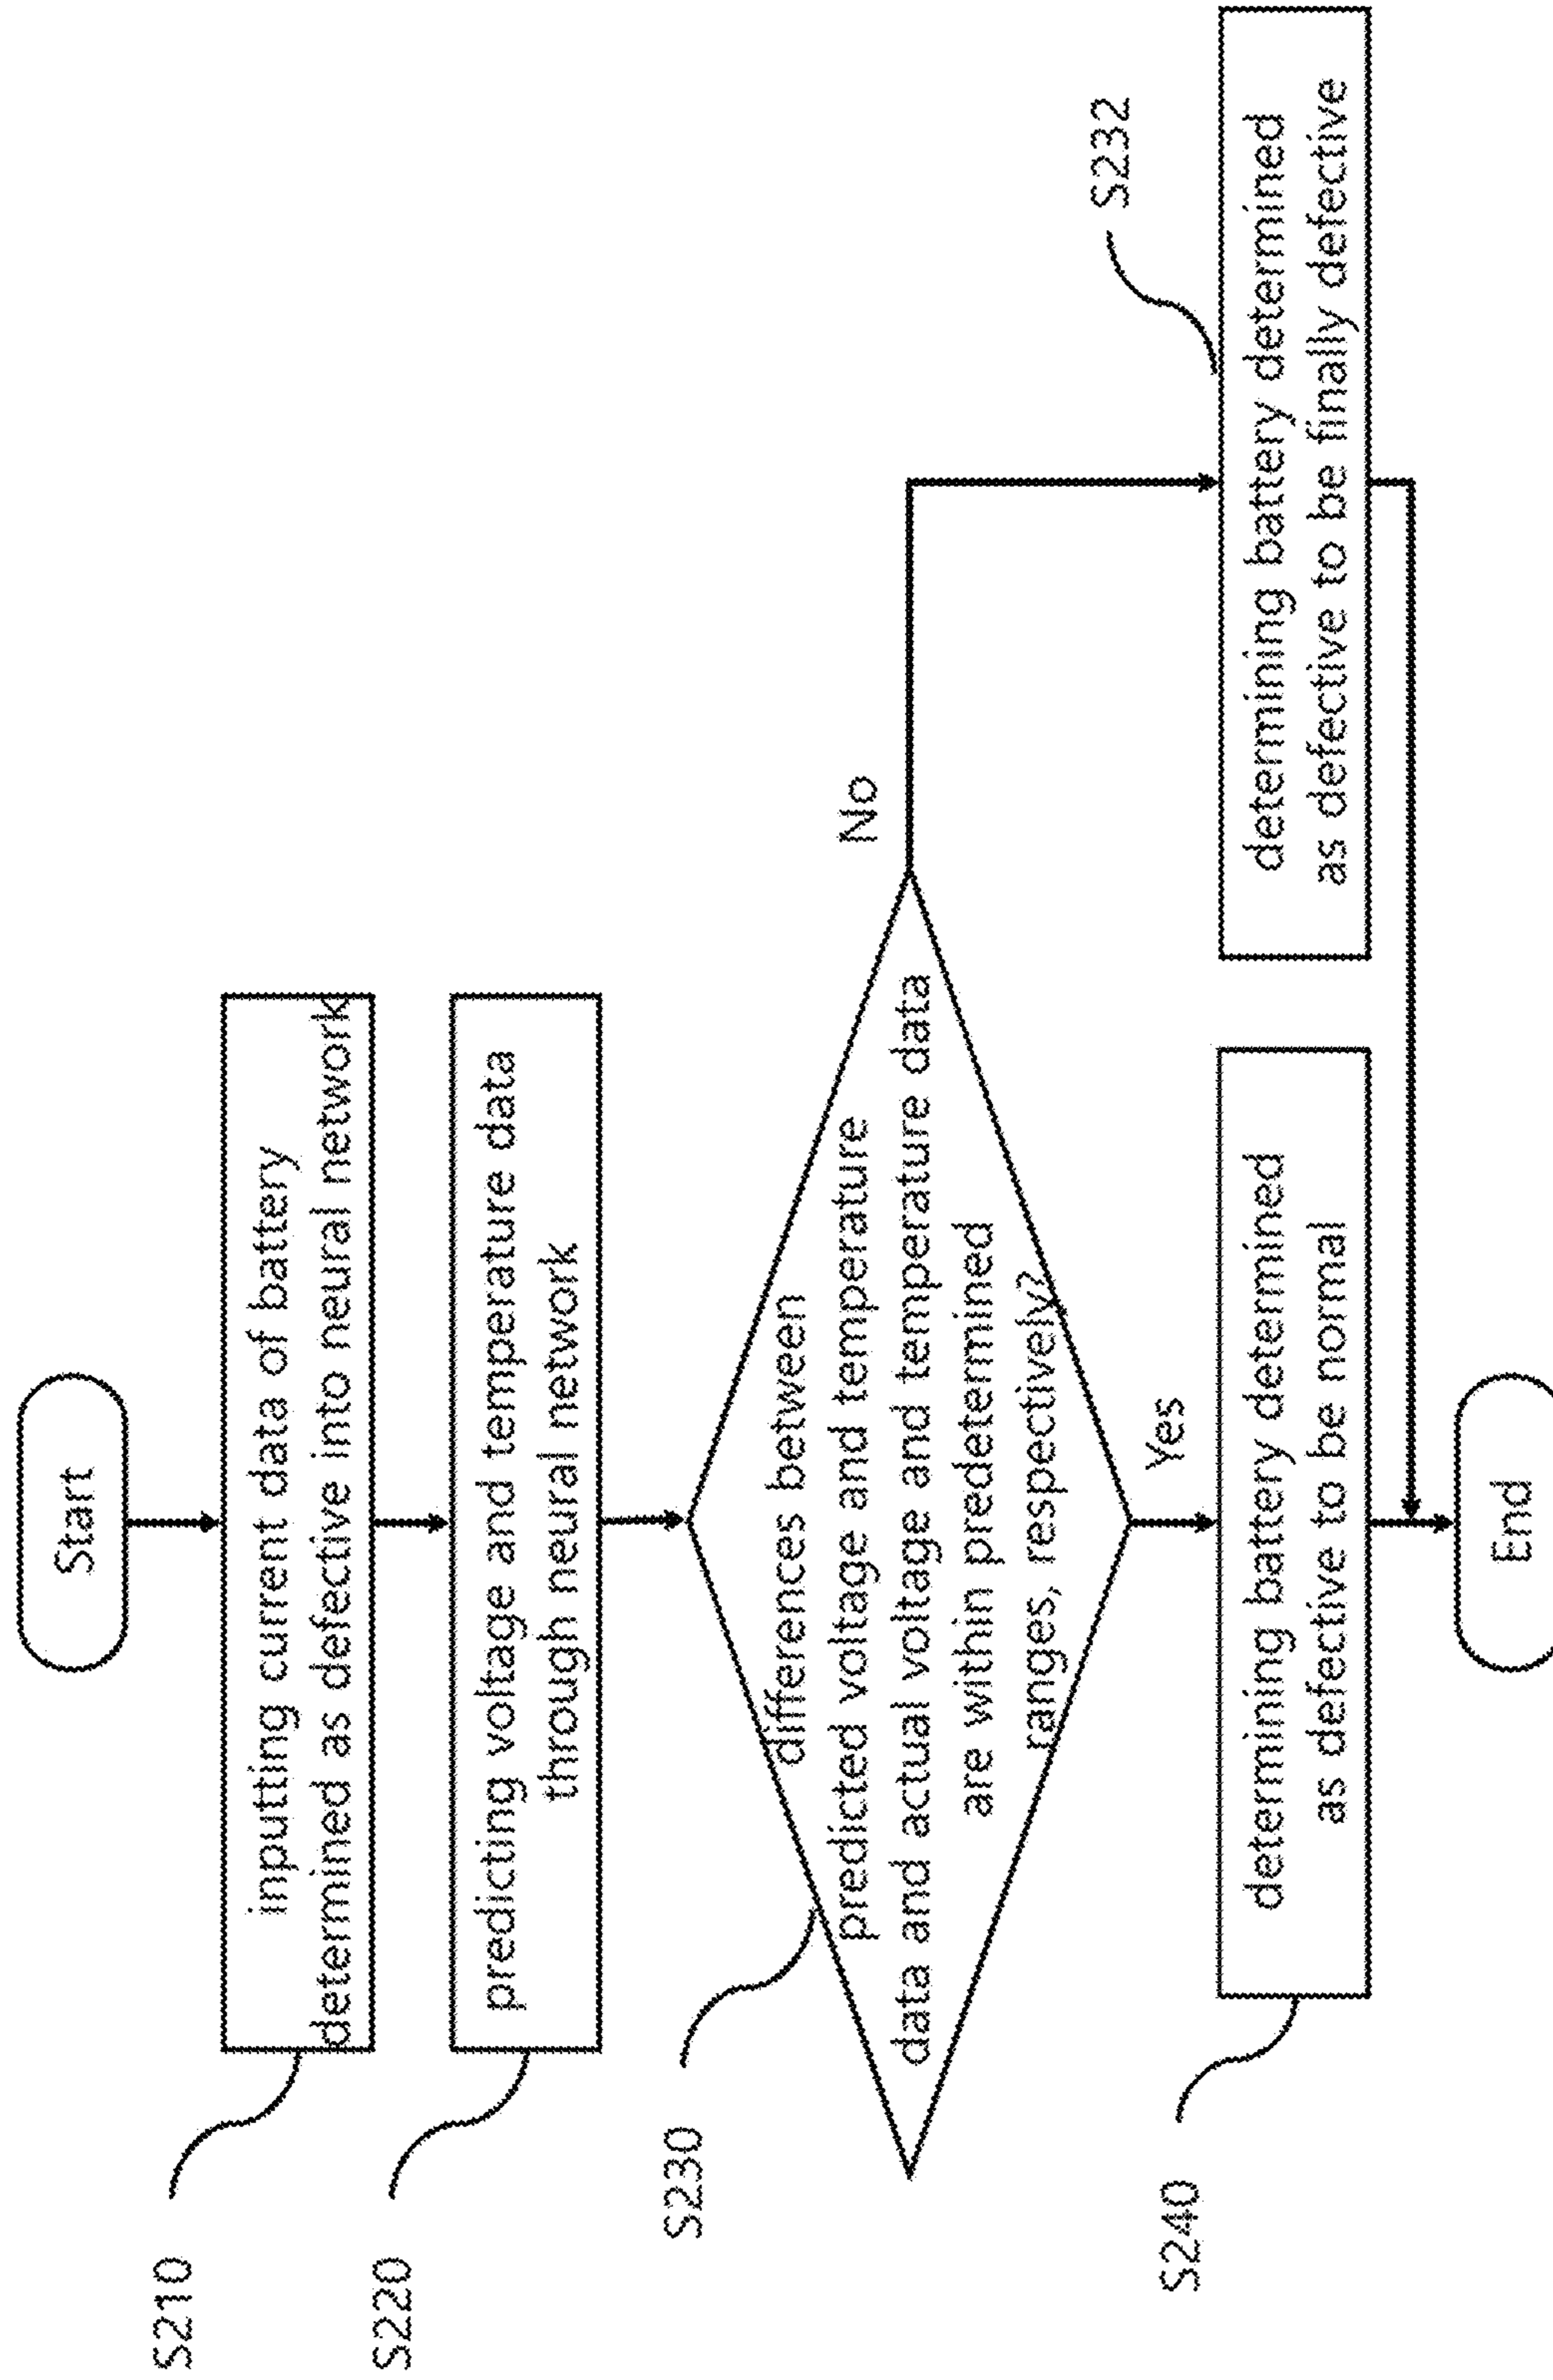 Start
S210
inputting current data of battery
determined as defective into neural network
S220
predicting voltage and temperature data
through neural network
S230
differences between
predicted voltage and temperature
data and actual voltage and temperature data
are within predetermined
ranges, respectively?
No
Yes
S240
determining battery determined
as defective to be normal
S232
determining battery determined
as defective to be finally defective
End